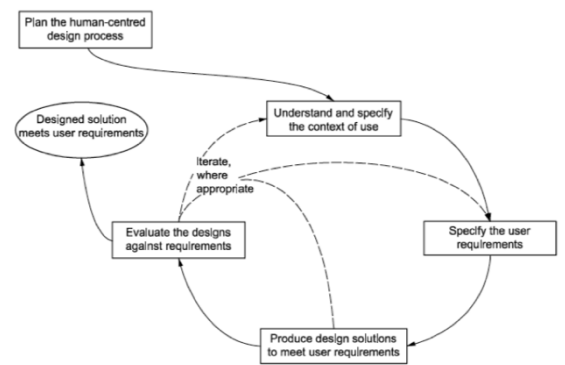 Plan the human-centred
design process
Understand and specify
the context of use
Designed solution
meets user requirements
Iterate,
where
appropriate
Evaluate the designs
against requirements
Specify the user
requirements
Produce design solutions
to meet user requirements